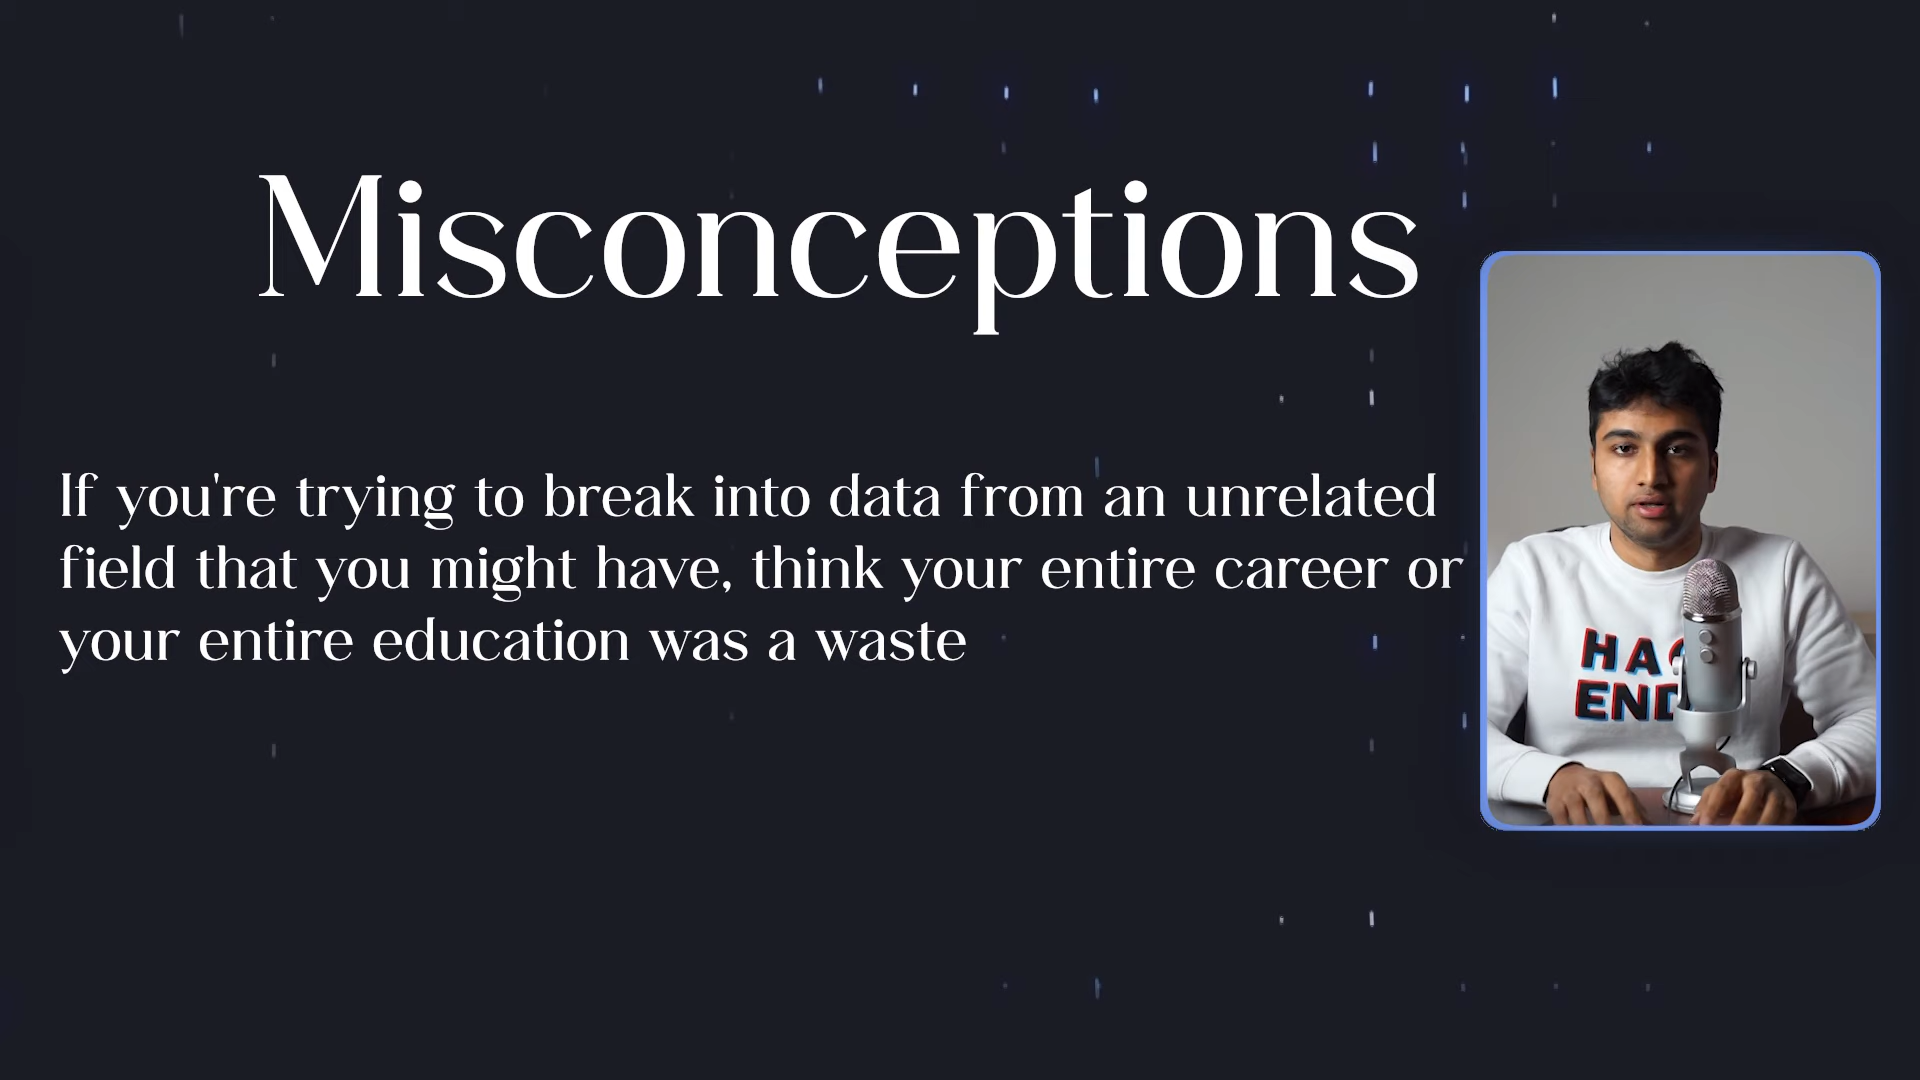 Misconceptions
If you're trying to break into data from an unrelated
field that you might have, think your entire career or
your entire education was a waste
END